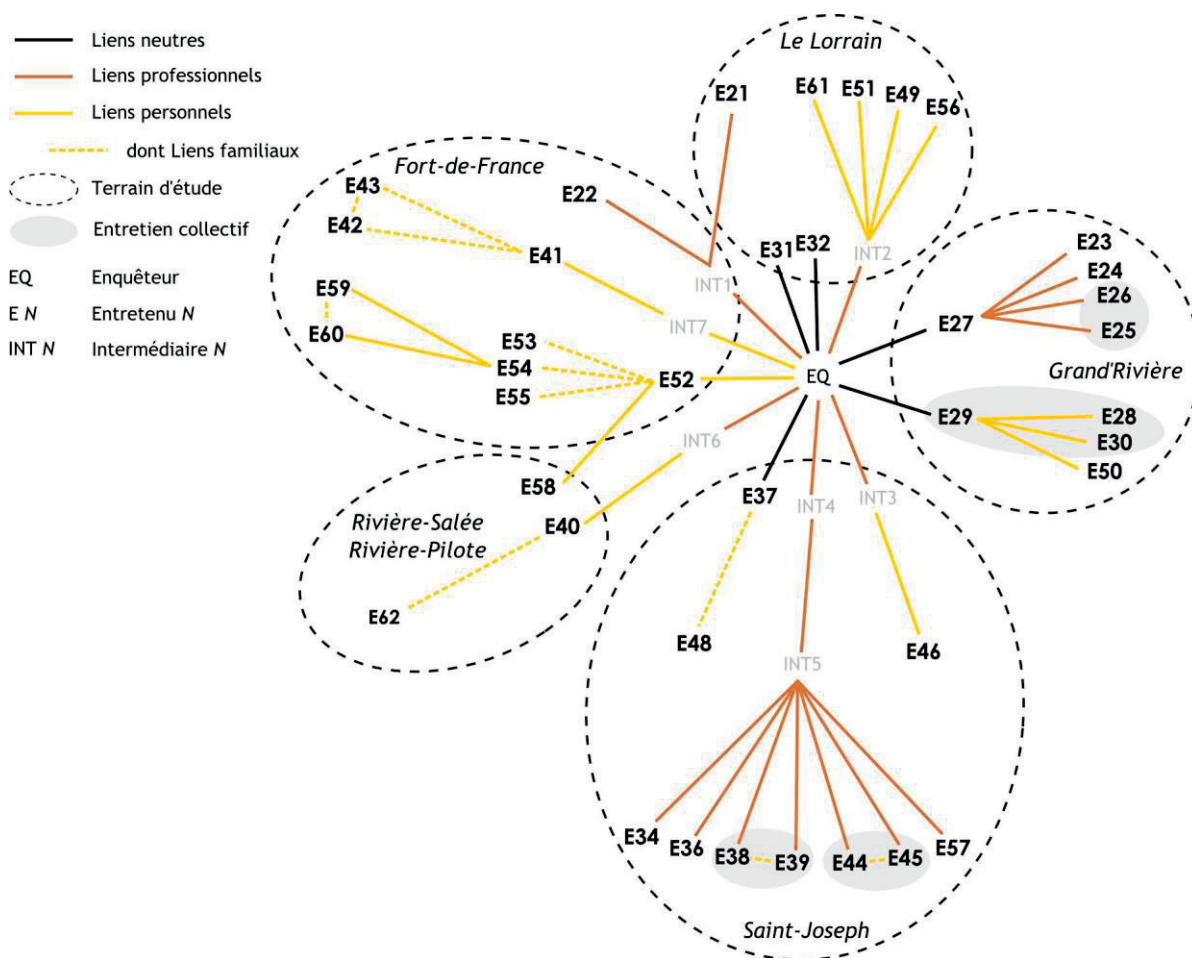 Liens neutres
Liens professionnels
Liens personnels
dont Liens familiaux
Terrain d'étude
Entretien collectif
EQ Enquêteur
E N Entretenu N
INT N Intermédiaire N
Le Lorrain
E21
E61
E51
E49
E56
E31
E32
INT2
Fort-de-France
E43
E42
E41
E22
INT1
INT7
E59
E60
E53
E54
E55
E52
EQ
E23
E24
E26
E25
E27
Grand'Rivière
E29
E28
E30
E50
INT6
E58
E40
Rivière-Salée
Rivière-Pilote
E62
E37
INT4
INT3
E48
E46
INT5
E34
E36
E38
E39
E44
E45
E57
Saint-Joseph